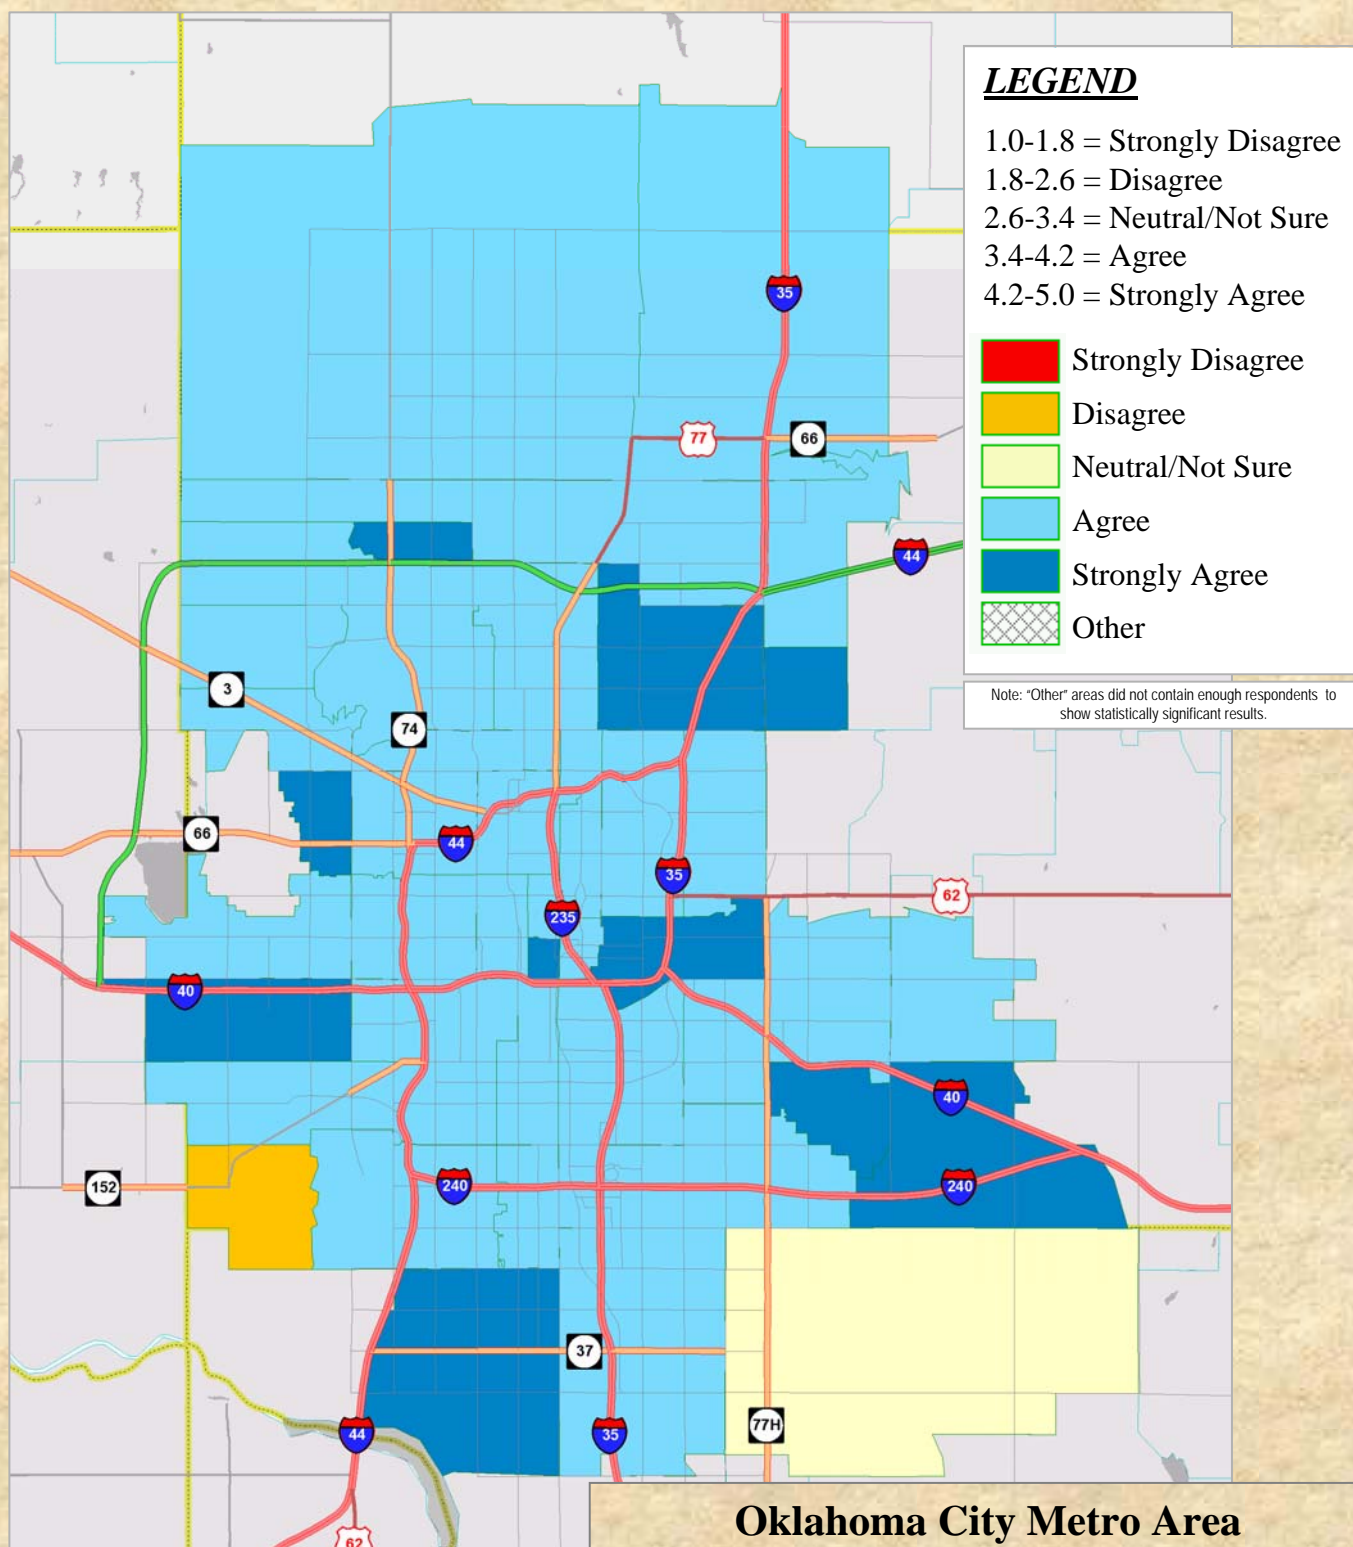 LEGEND
1.0-1.8 = Strongly Disagree
1.8-2.6 = Disagree
2.6-3.4 = Neutral/Not Sure
3.4-4.2 = Agree
4.2-5.0 = Strongly Agree
Strongly Disagree
Disagree
Neutral/Not Sure
Agree
Strongly Agree
Other
Note: "Other" areas did not contain enough respondents to
show statistically significant results.
35
77
66
44
3
74
66
44
35
62
235
40
40
152
240
240
37
77H
44
35
62
Oklahoma City Metro Area